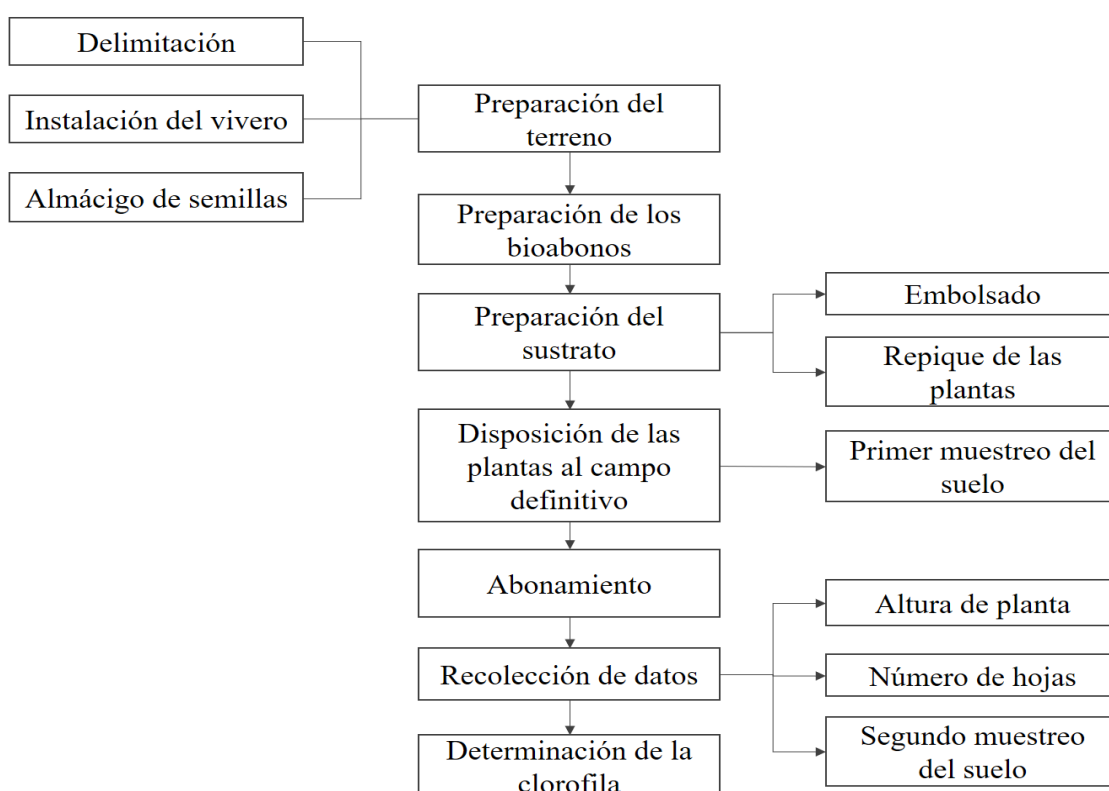 Delimitación
Instalación del vivero
Almácigo de semillas
Preparación del
terreno
Preparación de los
bioabonos
Preparación del
sustrato
Embolsado
Repique de las
plantas
Disposición de las
plantas al campo
definitivo
Primer muestreo del
suelo
Abonamiento
Recolección de datos
Altura de planta
Número de hojas
Segundo muestreo
del suelo
Determinación de la
clorofila